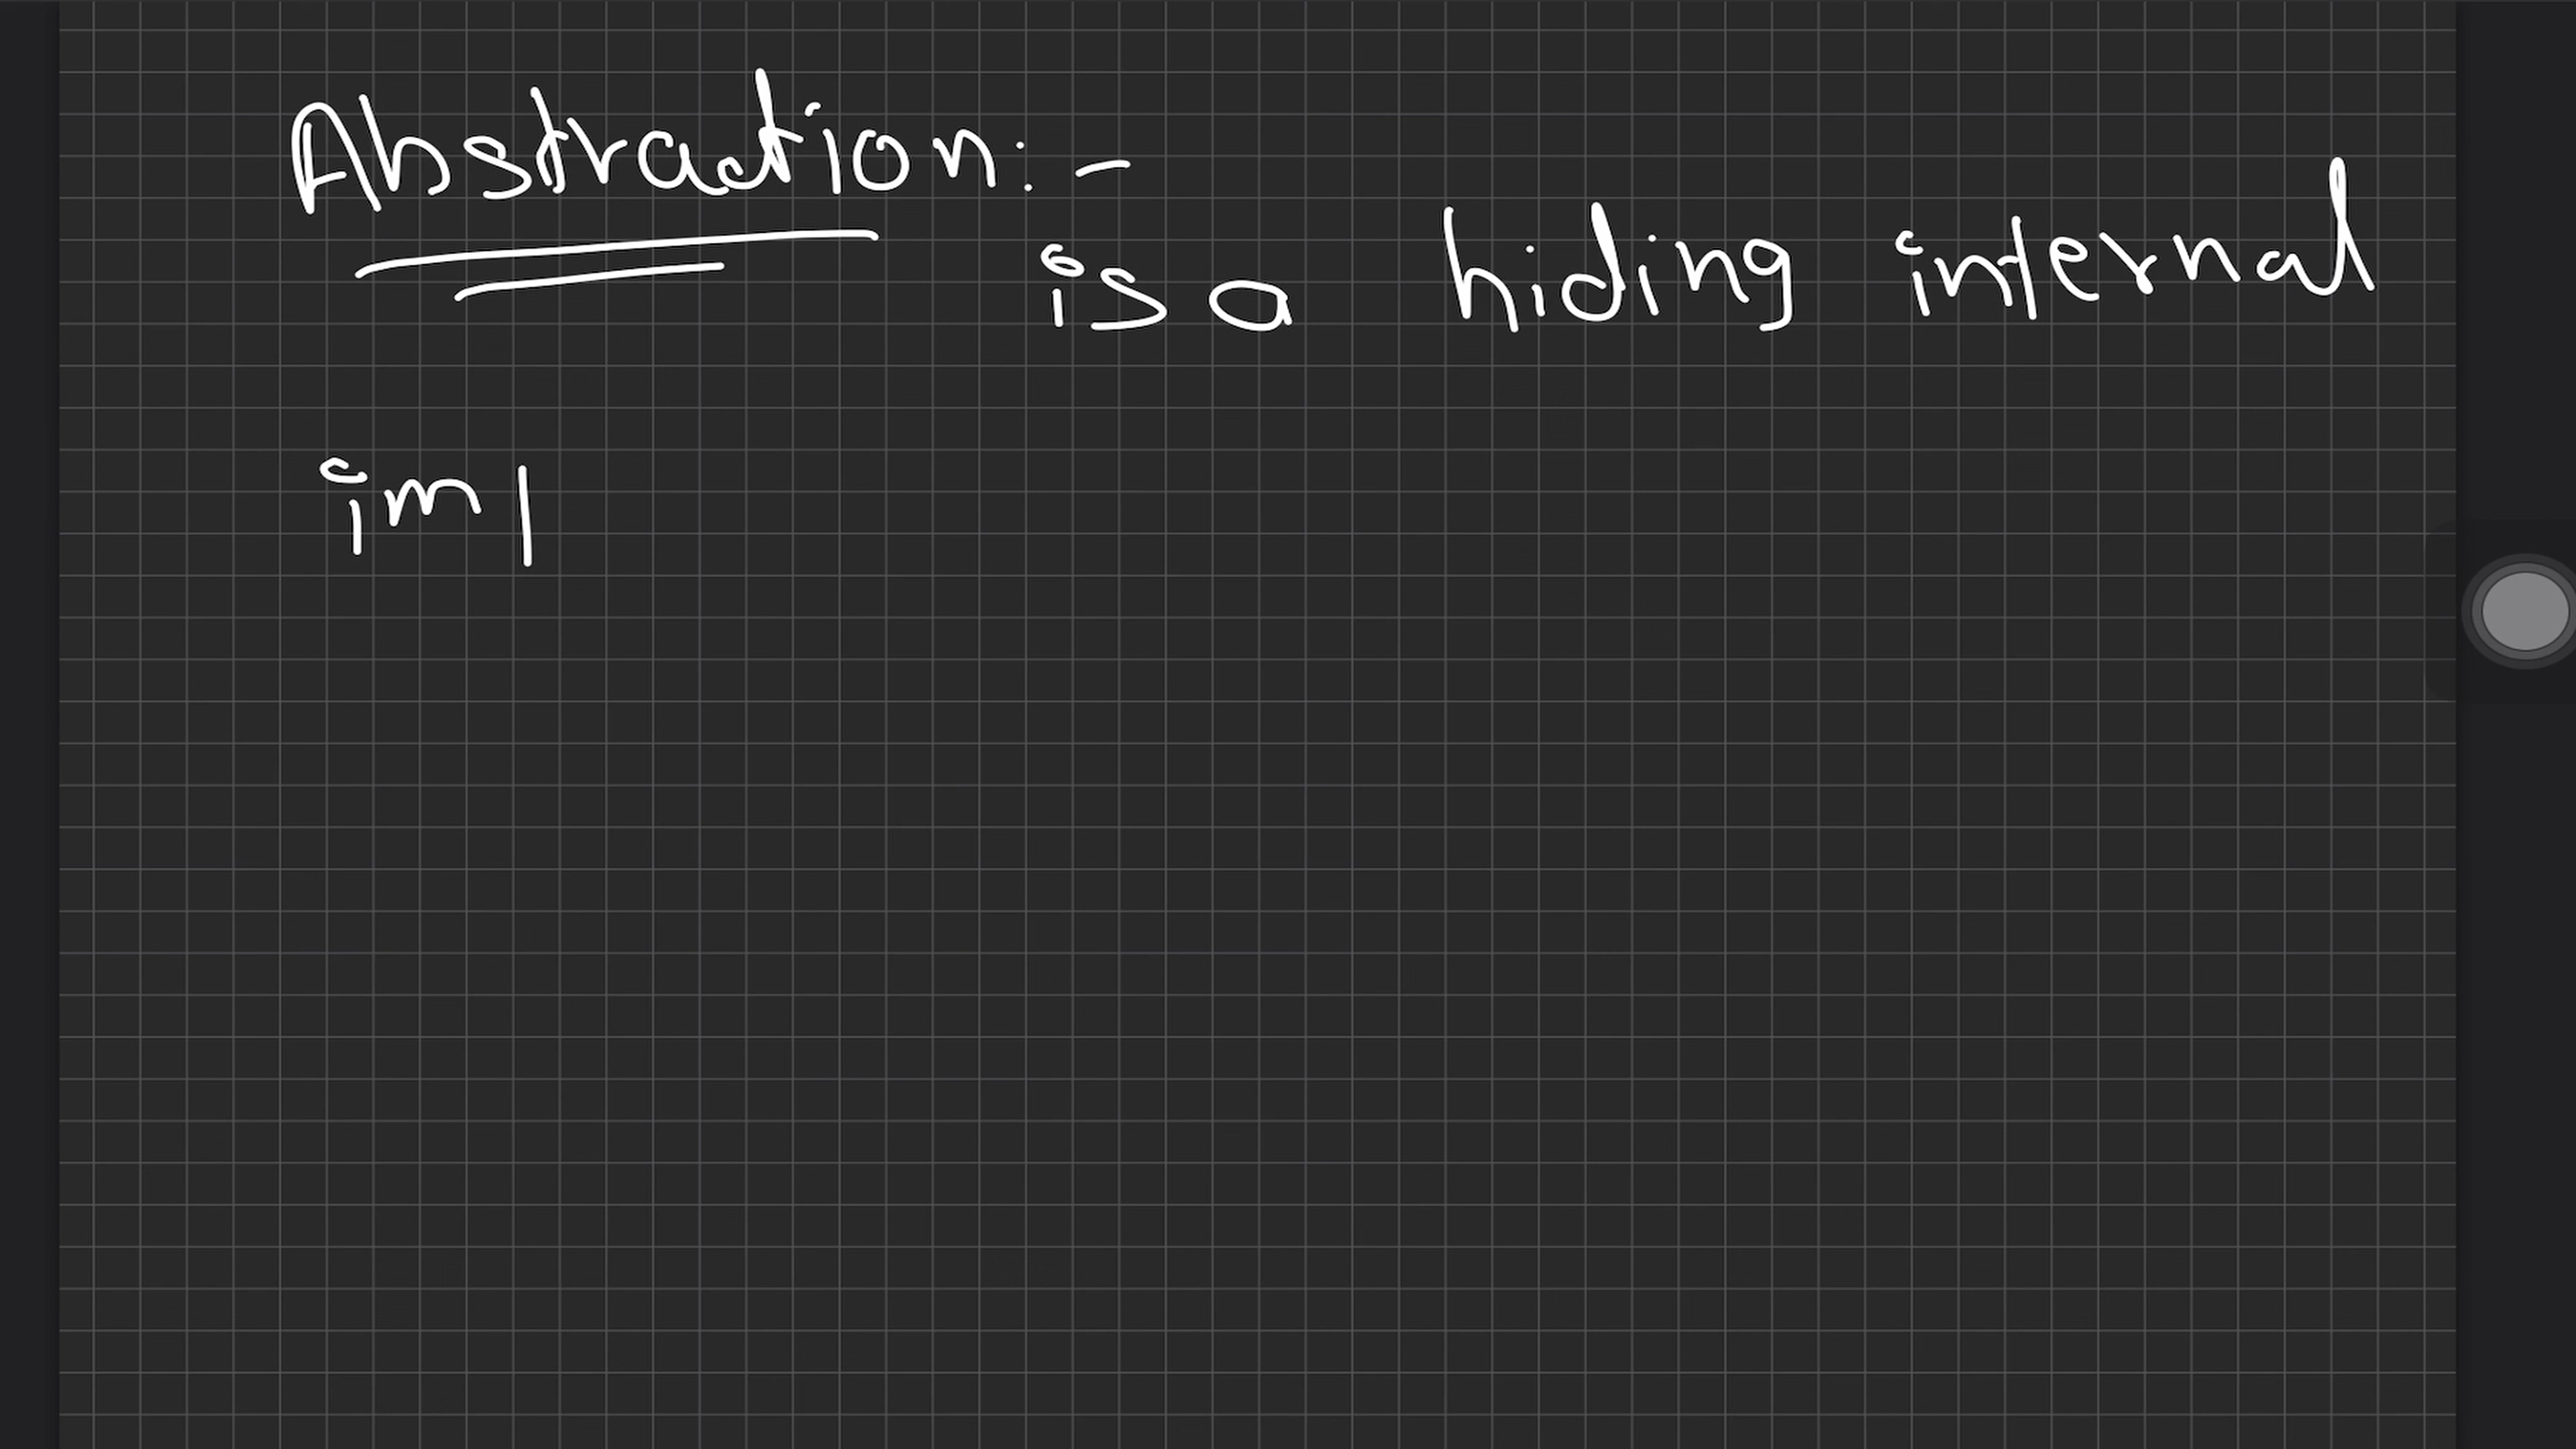 Abstraction:-
is a hiding internal
im